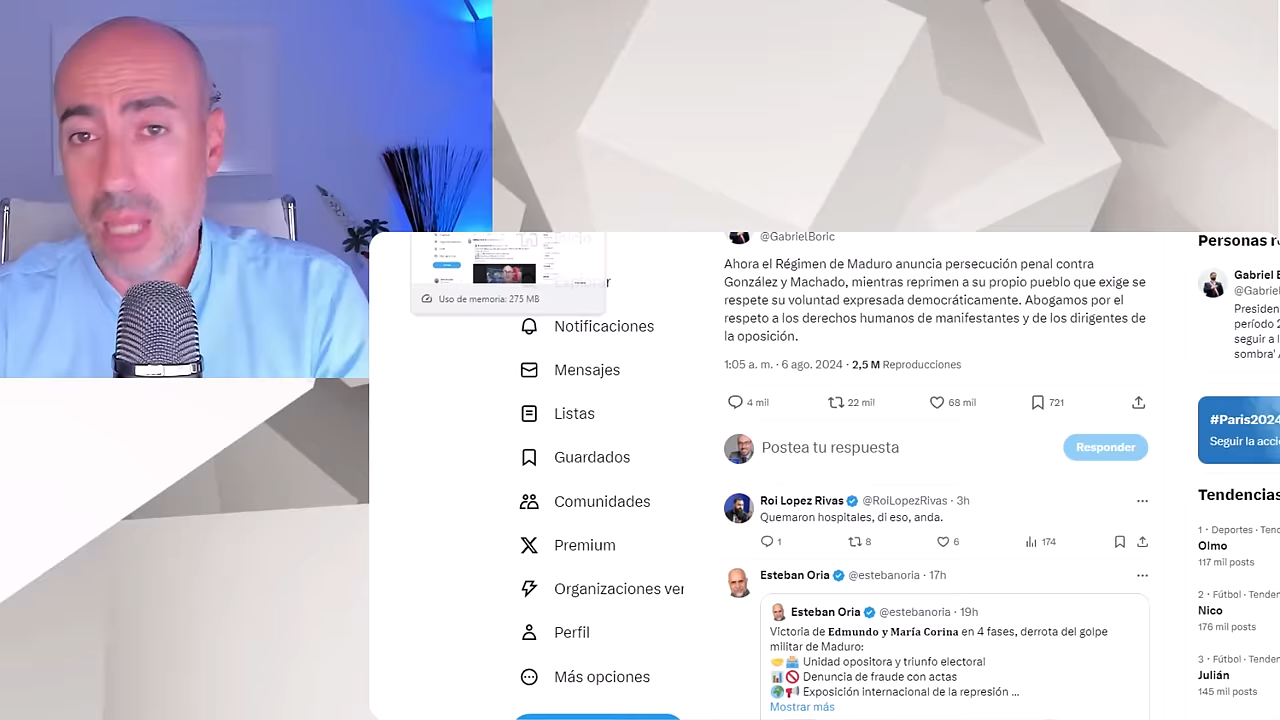 @GabrielBoric
Ahora el Régimen de Maduro anuncia persecución penal contra
González y Machado, mientras reprimen a su propio pueblo que exige se
respete su voluntad expresada democráticamente. Abogamos por el
respeto a los derechos humanos de manifestantes y de los dirigentes de
la oposición.
1:05 a. m. · 6 ago. 2024 · 2,5 M Reproducciones
4 mil
22 mil
68 mil
721
Postea tu respuesta
Responder
Roi Lopez Rivas @RoiLopezRivas · 3h
Quemaron hospitales, di eso, anda.
1
8
6
174
Esteban Oria @estebanoria · 17h
Esteban Oria @estebanoria · 19h
Victoria de Edmundo y María Corina en 4 fases, derrota del golpe
militar de Maduro:
Unidad opositora y triunfo electoral
Denuncia de fraude con actas
Exposición internacional de la represión ...
Mostrar más
Uso de memoria: 275 MB
Notificaciones
Mensajes
Listas
Guardados
Comunidades
Premium
Organizaciones ver
Perfil
Más opciones
Personas r
Gabriel B
@Gabriel
Presiden
período 2
seguir a l
sombra' /
#Paris2024
Seguir la acció
Tendencias
1 · Deportes · Tend
Olmo
117 mil posts
2 · Fútbol · Tenden
Nico
176 mil posts
3 · Fútbol · Tenden
Julián
145 mil posts